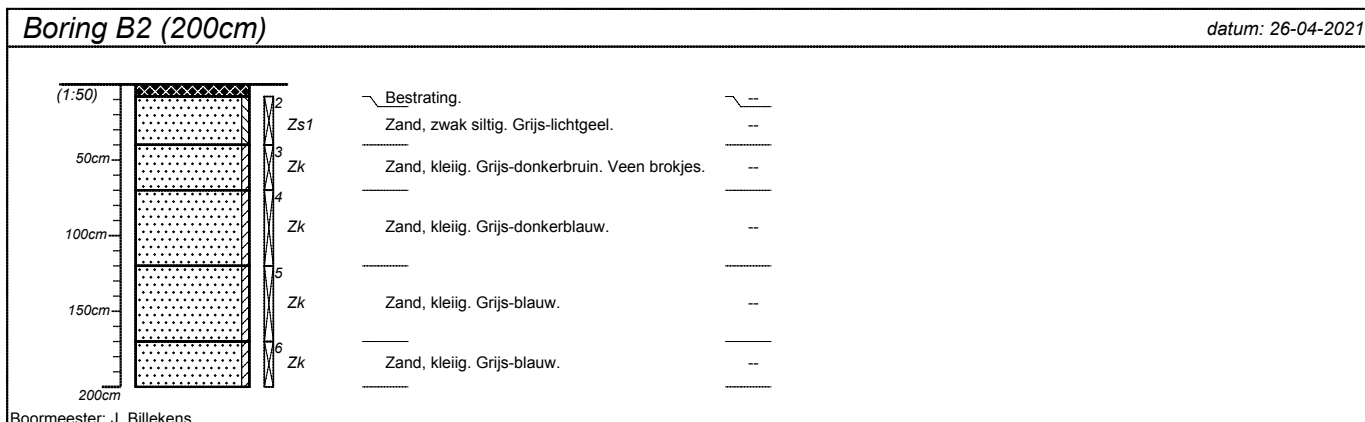 Boring B2 (200cm) datum: 26-04-2021
(1:50) Bestrating. --
2
Zs1 Zand, zwak siltig. Grijs-lichtgeel. --
3
50cm Zk Zand, kleiig. Grijs-donkerbruin. Veen brokjes. --
4
100cm Zk Zand, kleiig. Grijs-donkerblauw. --
5
150cm Zk Zand, kleiig. Grijs-blauw. --
6
Zk Zand, kleiig. Grijs-blauw. --
200cm
Boormeester: J. Billekens